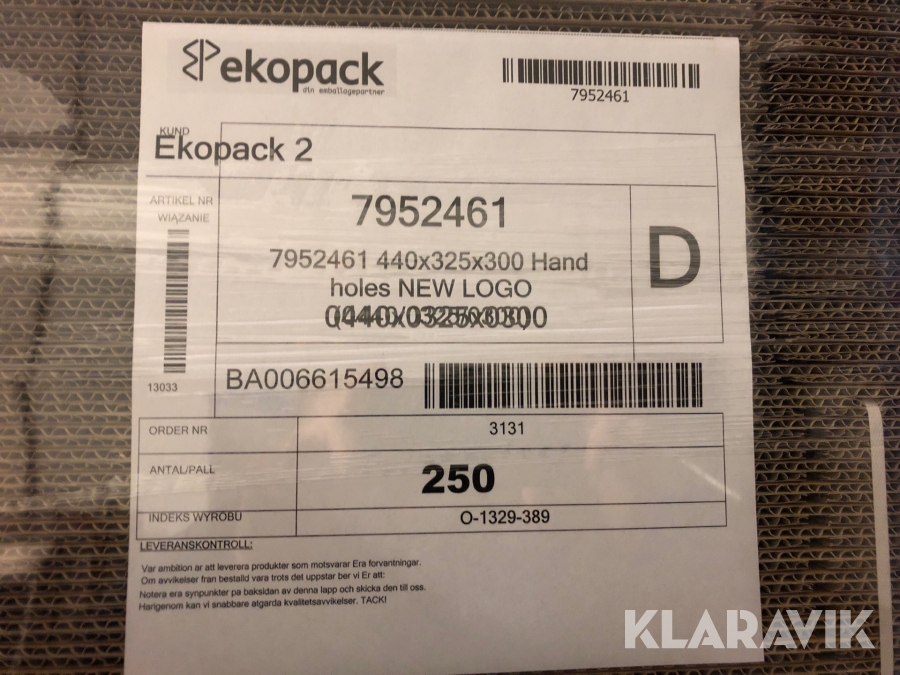 ekopack
din emballagepartner
7952461
KUND
Ekopack 2
ARTIKEL NR
WIĄZANIE
7952461
7952461 440x325x300 Hand
holes NEW LOGO
D
13033
BA006615498
ORDER NR
3131
ANTAL/PALL
250
INDEKS WYROBU
O-1329-389
LEVERANSKONTROLL:
Var ambition ar att leverera produkter som motsvarar Era forvantningar.
Om avvikelser fran bestalld vara trots det uppstar ber vi Er att:
Notera era synpunkter pa baksidan av denna lapp och skicka den till oss.
Harigenom kan vi snabbare atgarda kvalitetsavvikelser. TACK!
KLARAVIK